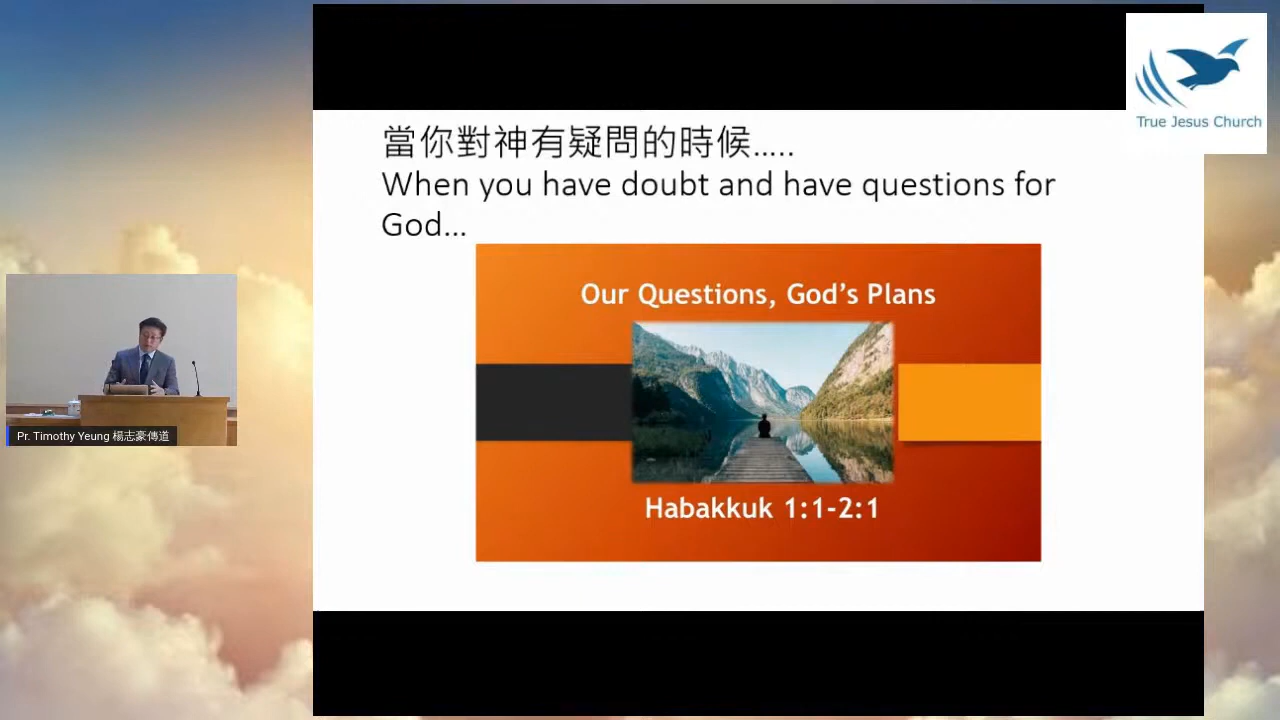 True Jesus Church
當你對神有疑問的時候.....
When you have doubt and have questions for
God...
Our Questions, God's Plans
Habakkuk 1:1-2:1
Pr. Timothy Yeung 楊志豪傳道